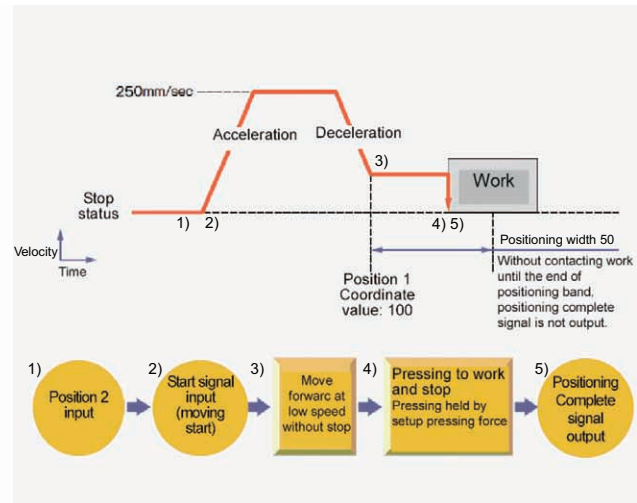 250mm/sec
Acceleration
Deceleration
3)
Work
Stop
status
1)
2)
4)
5)
Velocity
Time
Positioning width 50
Position 1
Coordinate
value: 100
Without contacting work
until the end of
positioning band,
positioning complete
signal is not output.
1)
Position 2
input
2)
Start signal
input
(moving
start)
3)
Move
forwarc at
low speed
without stop
4)
Pressing to work
and stop
Pressing held by
setup pressing force
5)
Positioning
Complete
signal
output